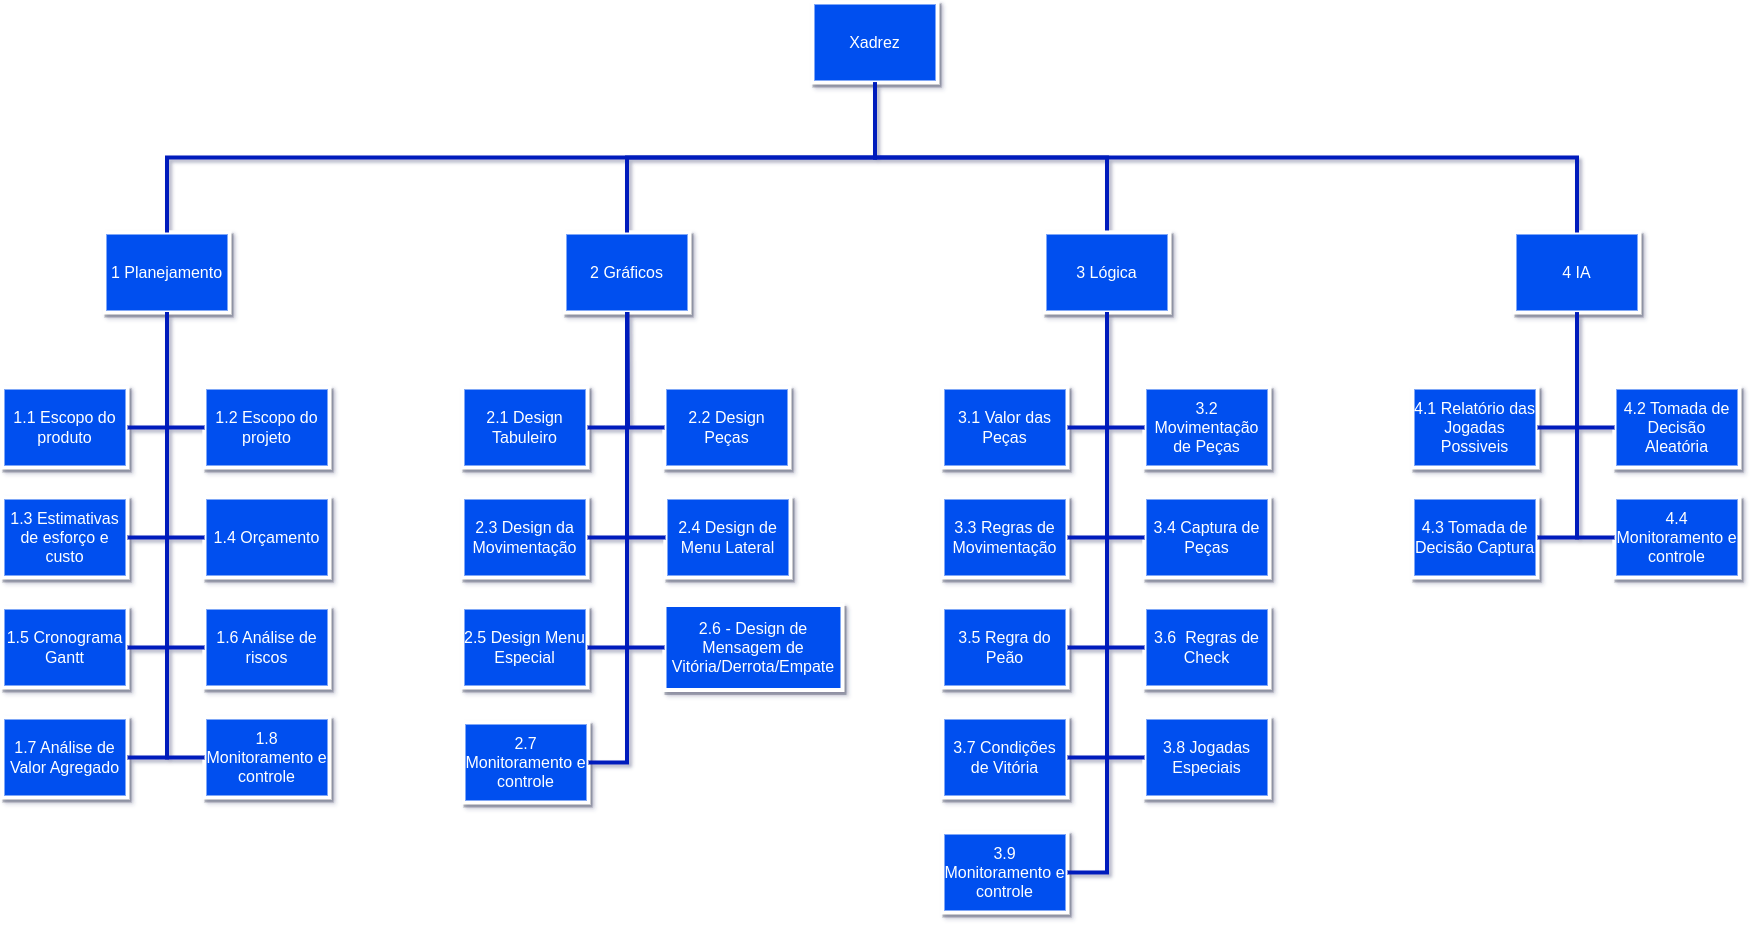 Xadrez
1 Planejamento
2 Gráficos
3 Lógica
4 IA
1.1 Escopo do
produto
1.2 Escopo do
projeto
1.3 Estimativas
de esforço e
custo
1.4 Orçamento
1.5 Cronograma
Gantt
1.6 Análise de
riscos
1.7 Análise de
Valor Agregado
1.8
Monitoramento e
controle
2.1 Design
Tabuleiro
2.2 Design
Peças
2.3 Design da
Movimentação
2.4 Design de
Menu Lateral
2.5 Design Menu
Especial
2.6 - Design de
Mensagem de
Vitória/Derrota/Empate
2.7
Monitoramento e
controle
3.1 Valor das
Peças
3.2
Movimentação
de Peças
3.3 Regras de
Movimentação
3.4 Captura de
Peças
3.5 Regra do
Peão
3.6  Regras de
Check
3.7 Condições
de Vitória
3.8 Jogadas
Especiais
3.9
Monitoramento e
controle
4.1 Relatório das
Jogadas
Possiveis
4.2 Tomada de
Decisão
Aleatória
4.3 Tomada de
Decisão Captura
4.4
Monitoramento e
controle